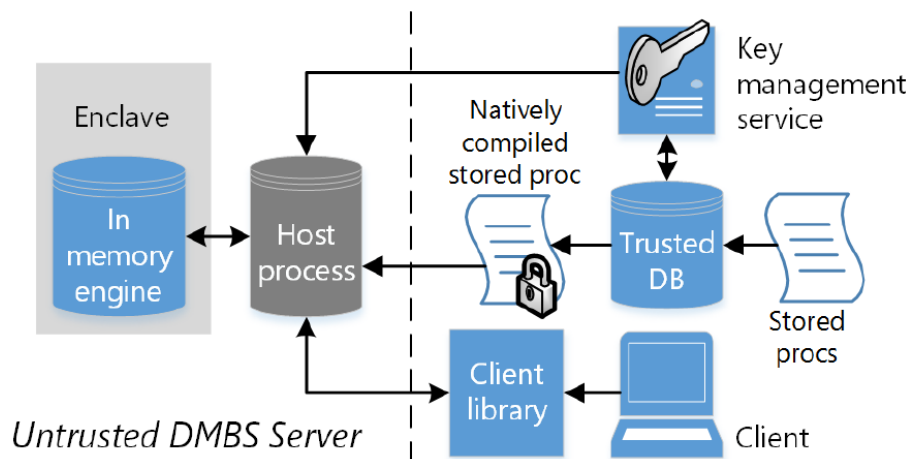 Enclave
In
memory
engine
Host
process
Natively
compiled
stored proc
Key
management
service
Trusted
DB
Stored
procs
Client
library
Client
Untrusted DMBS Server